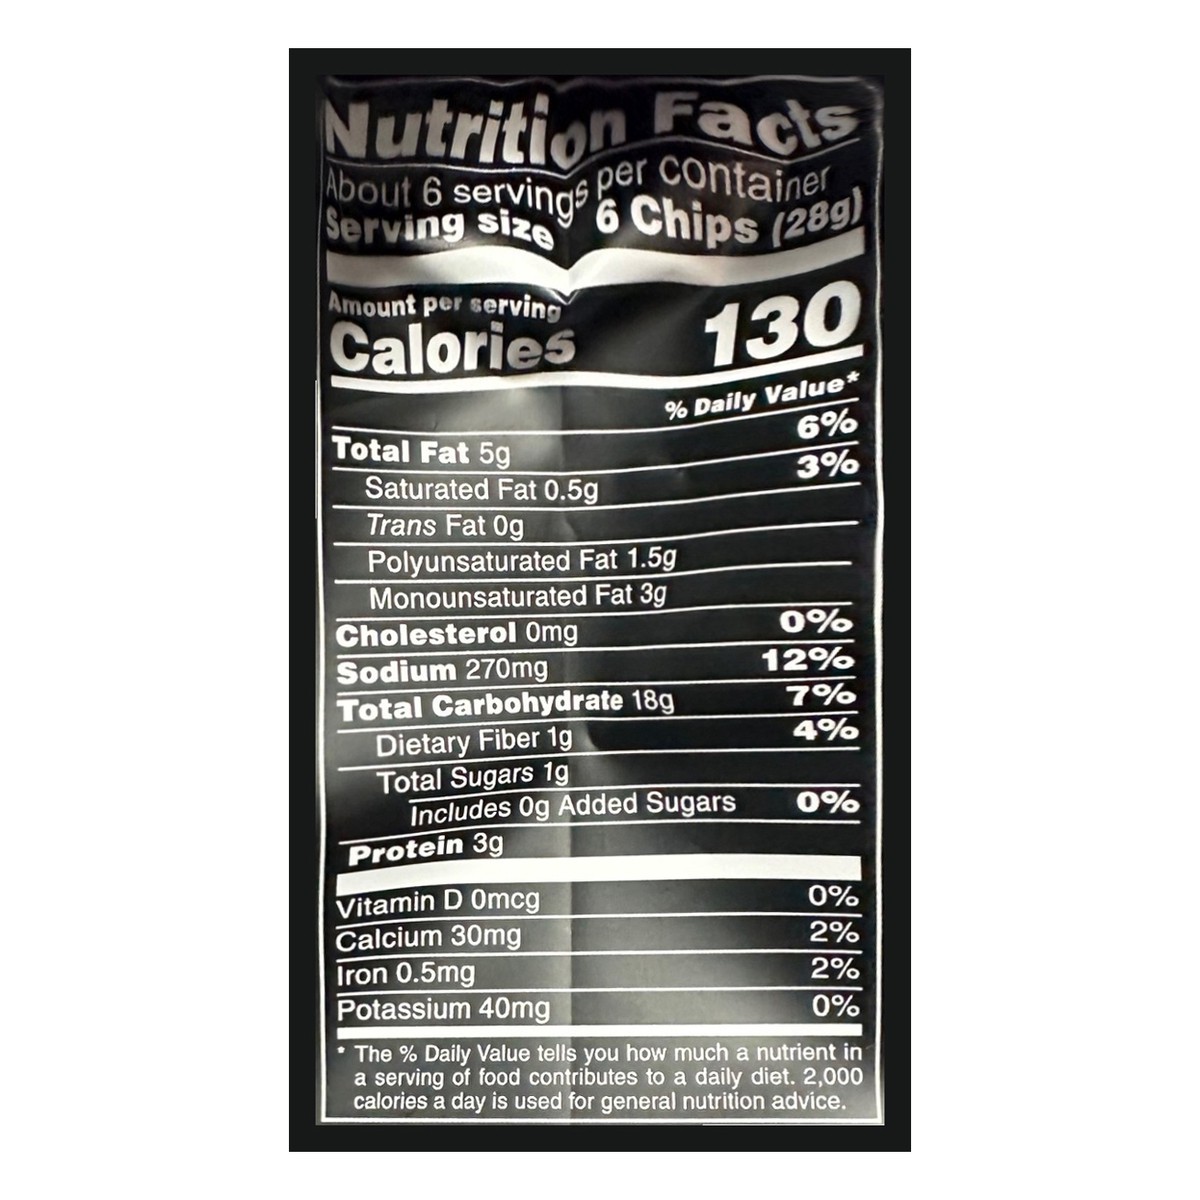 Nutrition Facts
About 6 servings per container
Serving size 6 Chips (28g)
Amount per serving
Calories 130
% Daily Value*
Total Fat 5g 6%
Saturated Fat 0.5g 3%
Trans Fat 0g
Polyunsaturated Fat 1.5g
Monounsaturated Fat 3g
Cholesterol 0mg 0%
Sodium 270mg 12%
Total Carbohydrate 18g 7%
Dietary Fiber 1g 4%
Total Sugars 1g
Includes 0g Added Sugars 0%
Protein 3g
Vitamin D 0mcg 0%
Calcium 30mg 2%
Iron 0.5mg 2%
Potassium 40mg 0%
* The % Daily Value tells you how much a nutrient in
a serving of food contributes to a daily diet. 2,000
calories a day is used for general nutrition advice.